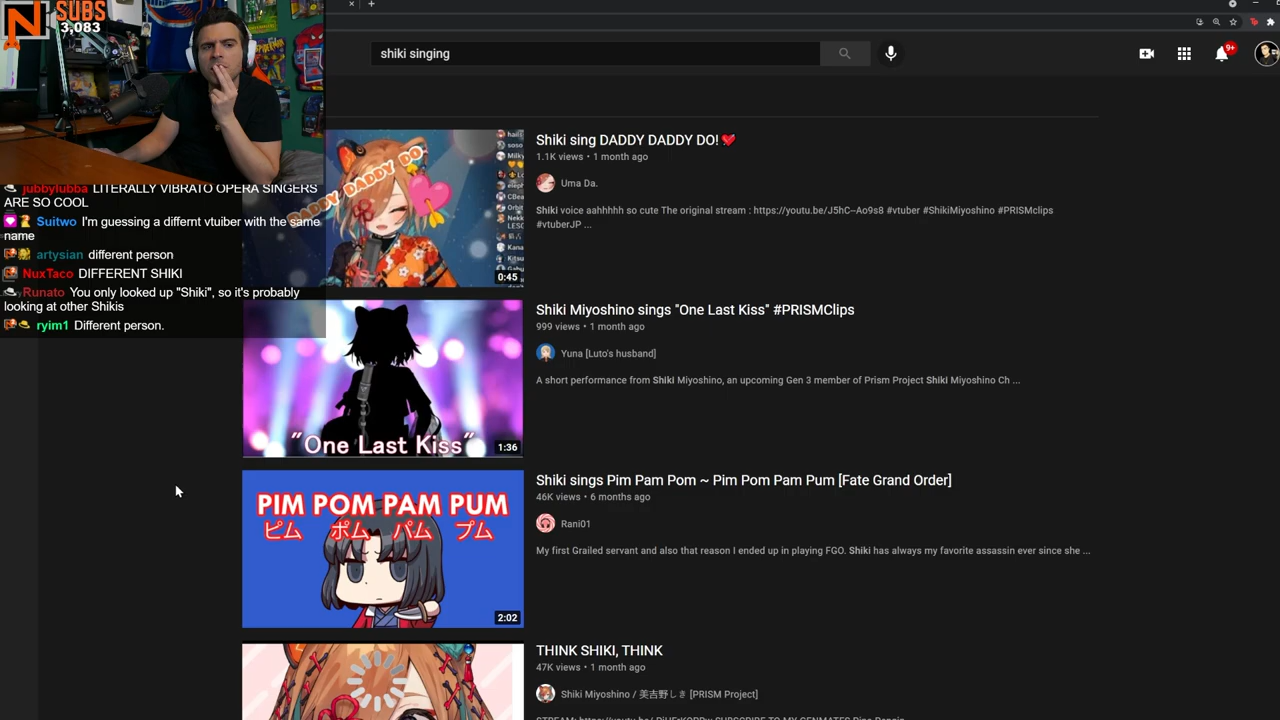 SUBS
3,083
shiki singing
9+
jubbylubba LITERALLY VIBRATO OPERA SINGERS
ARE SO COOL
Suitwo I'm guessing a differnt vtuiber with the same
name
artysian different person
NuxTaco DIFFERENT SHIKI
Runato You only looked up "Shiki", so it's probably
looking at other Shikis
ryim1 Different person.
DADDY DADDY DO
0:45
Shiki sing DADDY DADDY DO!
1.1K views • 1 month ago
Uma Da.
Shiki voice aahhhhh so cute The original stream : https://youtu.be/J5hC--Ao9s8 #vtuber #ShikiMiyoshino #PRISMclips
#vtuberJP ...
"One Last Kiss"
1:36
Shiki Miyoshino sings "One Last Kiss" #PRISMClips
999 views • 1 month ago
Yuna [Luto's husband]
A short performance from Shiki Miyoshino, an upcoming Gen 3 member of Prism Project Shiki Miyoshino Ch ...
PIM POM PAM PUM
ピム ポム パム プム
2:02
Shiki sings Pim Pam Pom ~ Pim Pom Pam Pum [Fate Grand Order]
46K views • 6 months ago
Rani01
My first Grailed servant and also that reason I ended up in playing FGO. Shiki has always my favorite assassin ever since she ...
THINK SHIKI, THINK
47K views • 1 month ago
Shiki Miyoshino / 美吉野しき [PRISM Project]